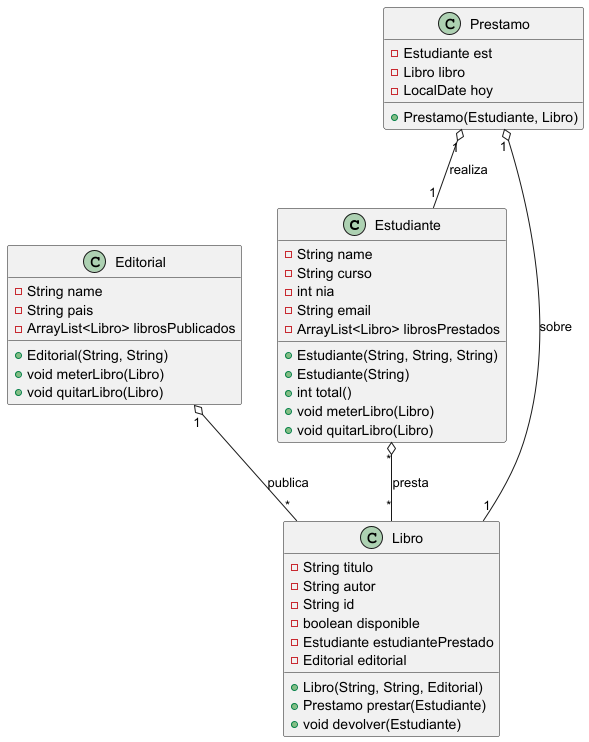 C Prestamo
Estudiante est
Libro libro
LocalDate hoy
Prestamo(Estudiante, Libro)
1
1
realiza
1
sobre
1
C Estudiante
String name
String curso
int nia
String email
ArrayList<Libro> librosPrestados
Estudiante(String, String, String)
Estudiante(String)
int total()
void meterLibro(Libro)
void quitarLibro(Libro)
C Editorial
String name
String pais
ArrayList<Libro> librosPublicados
Editorial(String, String)
void meterLibro(Libro)
void quitarLibro(Libro)
1
publica
*
*
presta
*
C Libro
String titulo
String autor
String id
boolean disponible
Estudiante estudiantePrestado
Editorial editorial
Libro(String, String, Editorial)
Prestamo prestar(Estudiante)
void devolver(Estudiante)